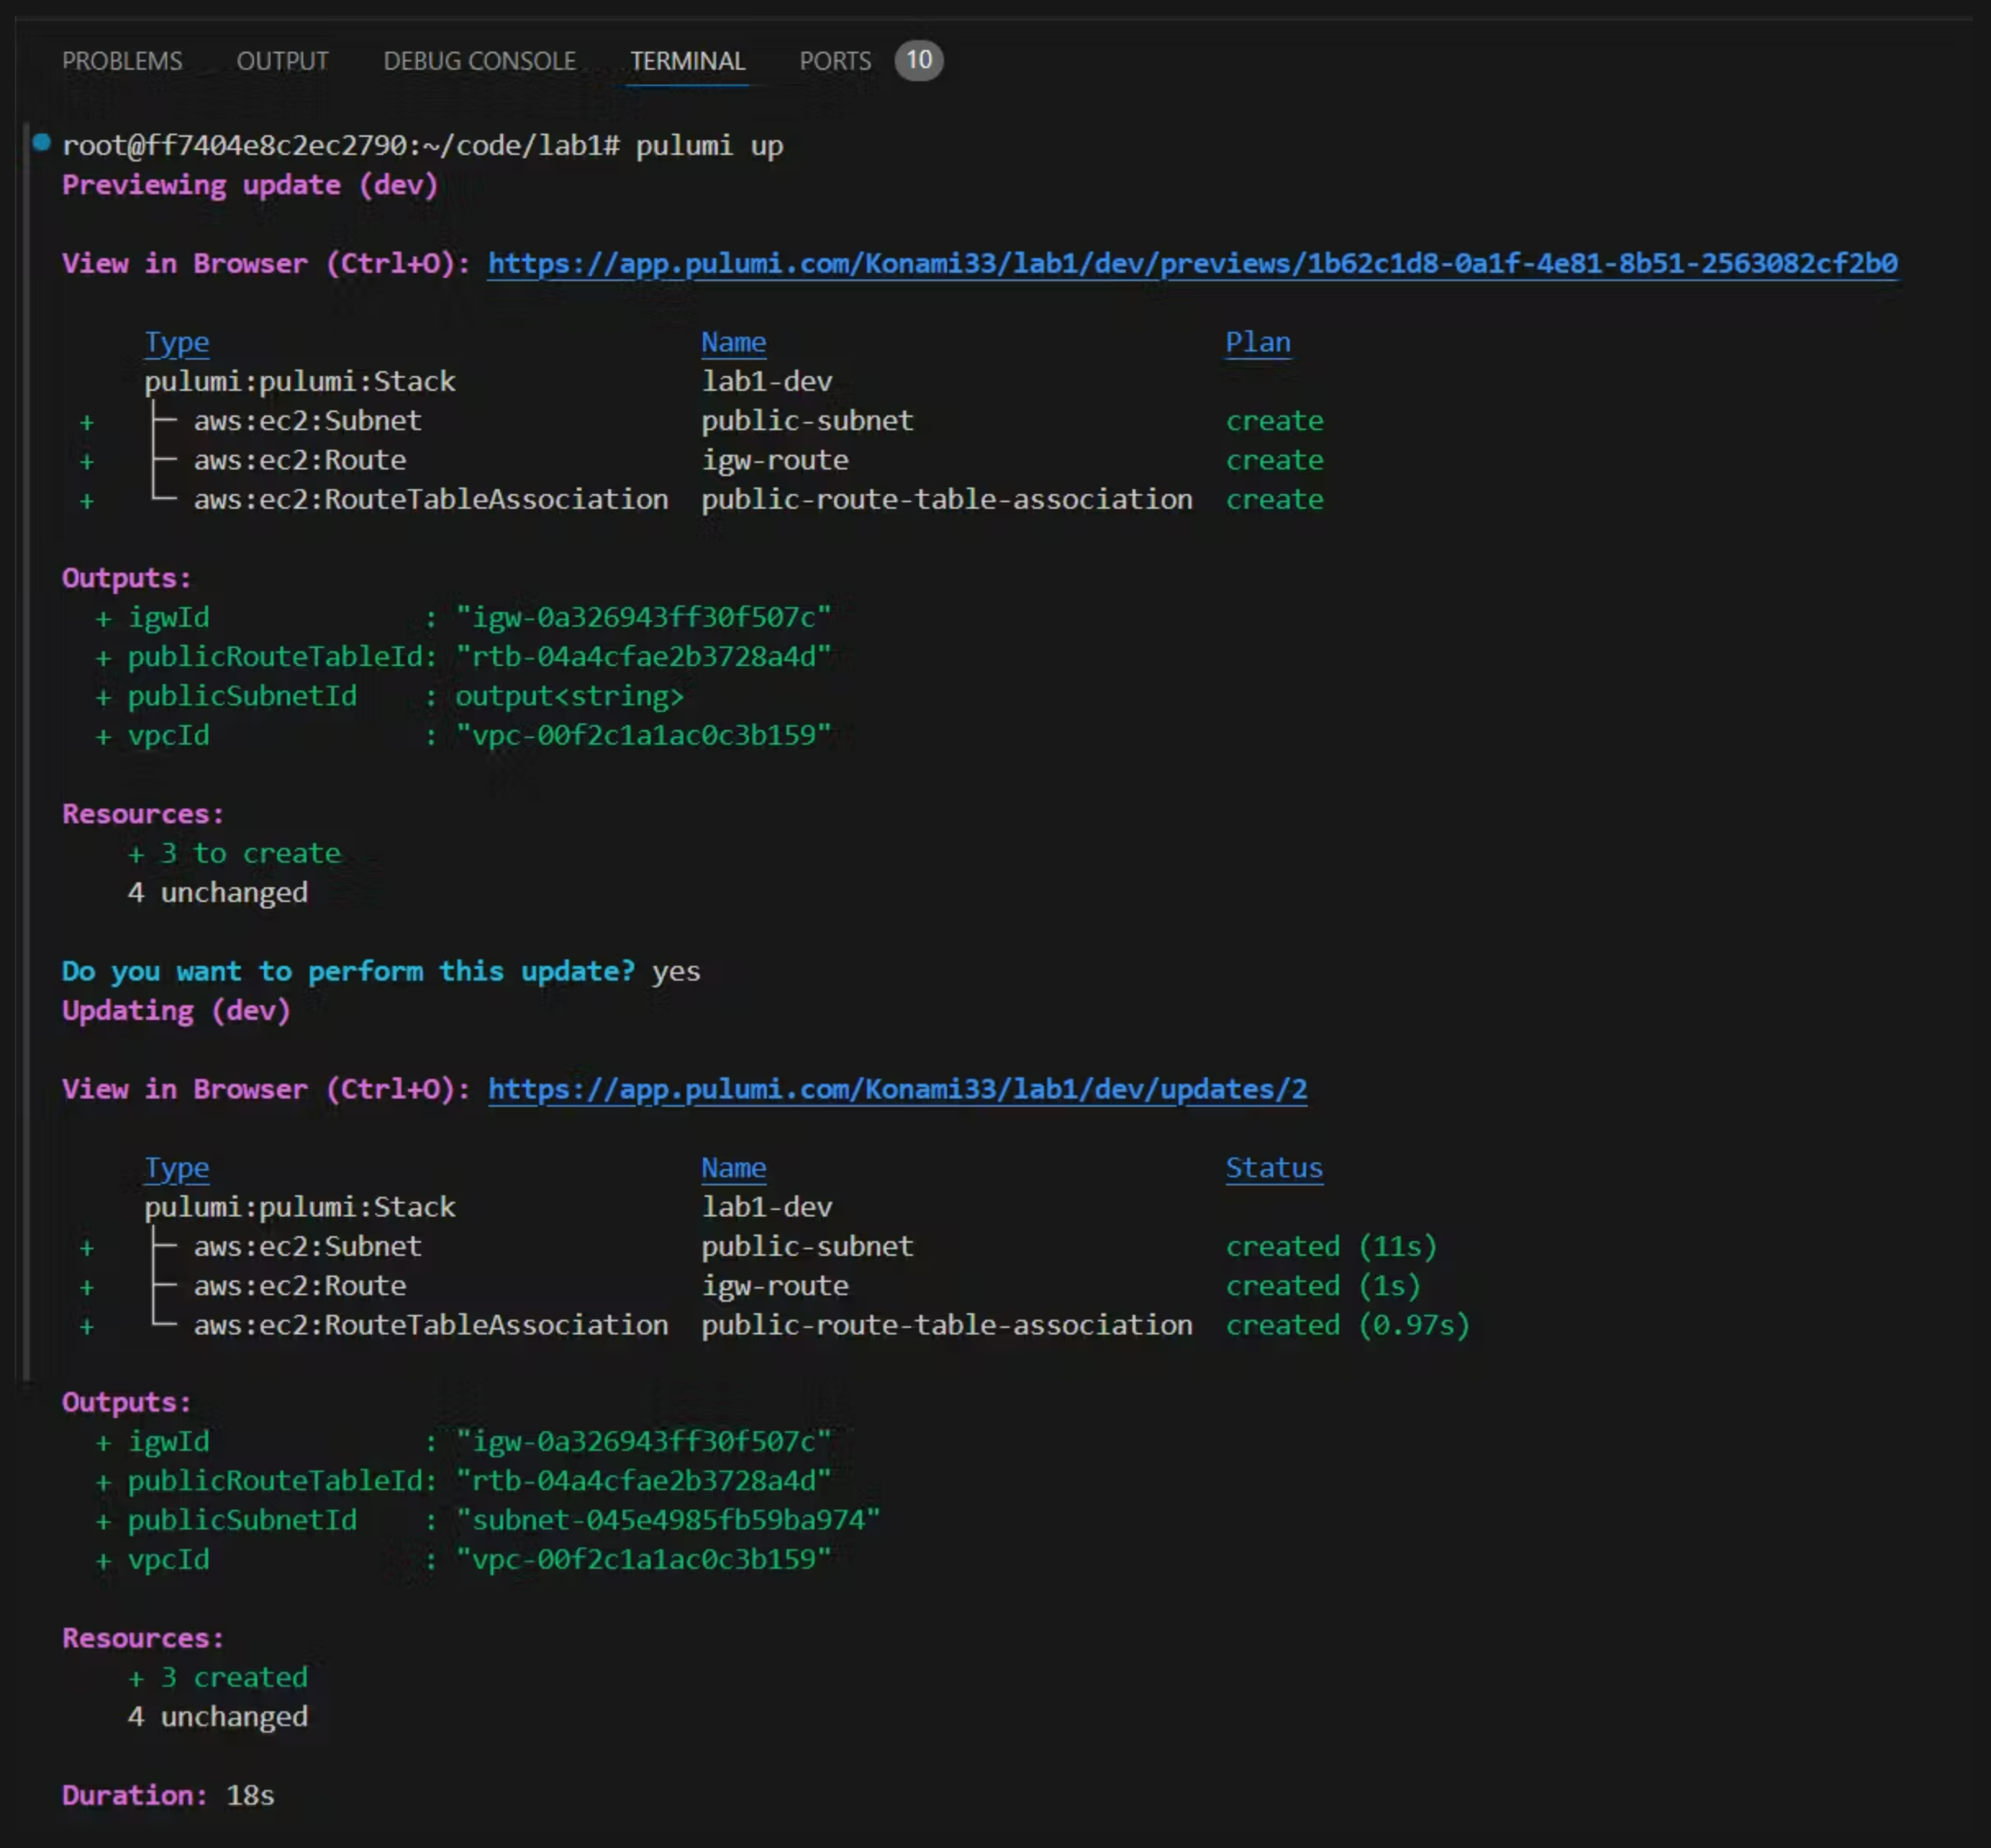 PROBLEMS OUTPUT DEBUG CONSOLE TERMINAL PORTS 10
root@ff7404e8c2ec2790:~/code/lab1# pulumi up
Previewing update (dev)
View in Browser (Ctrl+O): https://app.pulumi.com/Konami33/lab1/dev/previews/1b62c1d8-0a1f-4e81-8b51-2563082cf2b0
Type Name Plan
pulumi:pulumi:Stack lab1-dev
+ ├─ aws:ec2:Subnet public-subnet create
+ ├─ aws:ec2:Route igw-route create
+ └─ aws:ec2:RouteTableAssociation public-route-table-association create
Outputs:
+ igwId : "igw-0a326943ff30f507c"
+ publicRouteTableId: "rtb-04a4cfae2b3728a4d"
+ publicSubnetId : output<string>
+ vpcId : "vpc-00f2c1a1ac0c3b159"
Resources:
+ 3 to create
4 unchanged
Do you want to perform this update? yes
Updating (dev)
View in Browser (Ctrl+O): https://app.pulumi.com/Konami33/lab1/dev/updates/2
Type Name Status
pulumi:pulumi:Stack lab1-dev
+ ├─ aws:ec2:Subnet public-subnet created (11s)
+ ├─ aws:ec2:Route igw-route created (1s)
+ └─ aws:ec2:RouteTableAssociation public-route-table-association created (0.97s)
Outputs:
+ igwId : "igw-0a326943ff30f507c"
+ publicRouteTableId: "rtb-04a4cfae2b3728a4d"
+ publicSubnetId : "subnet-045e4985fb59ba974"
+ vpcId : "vpc-00f2c1a1ac0c3b159"
Resources:
+ 3 created
4 unchanged
Duration: 18s